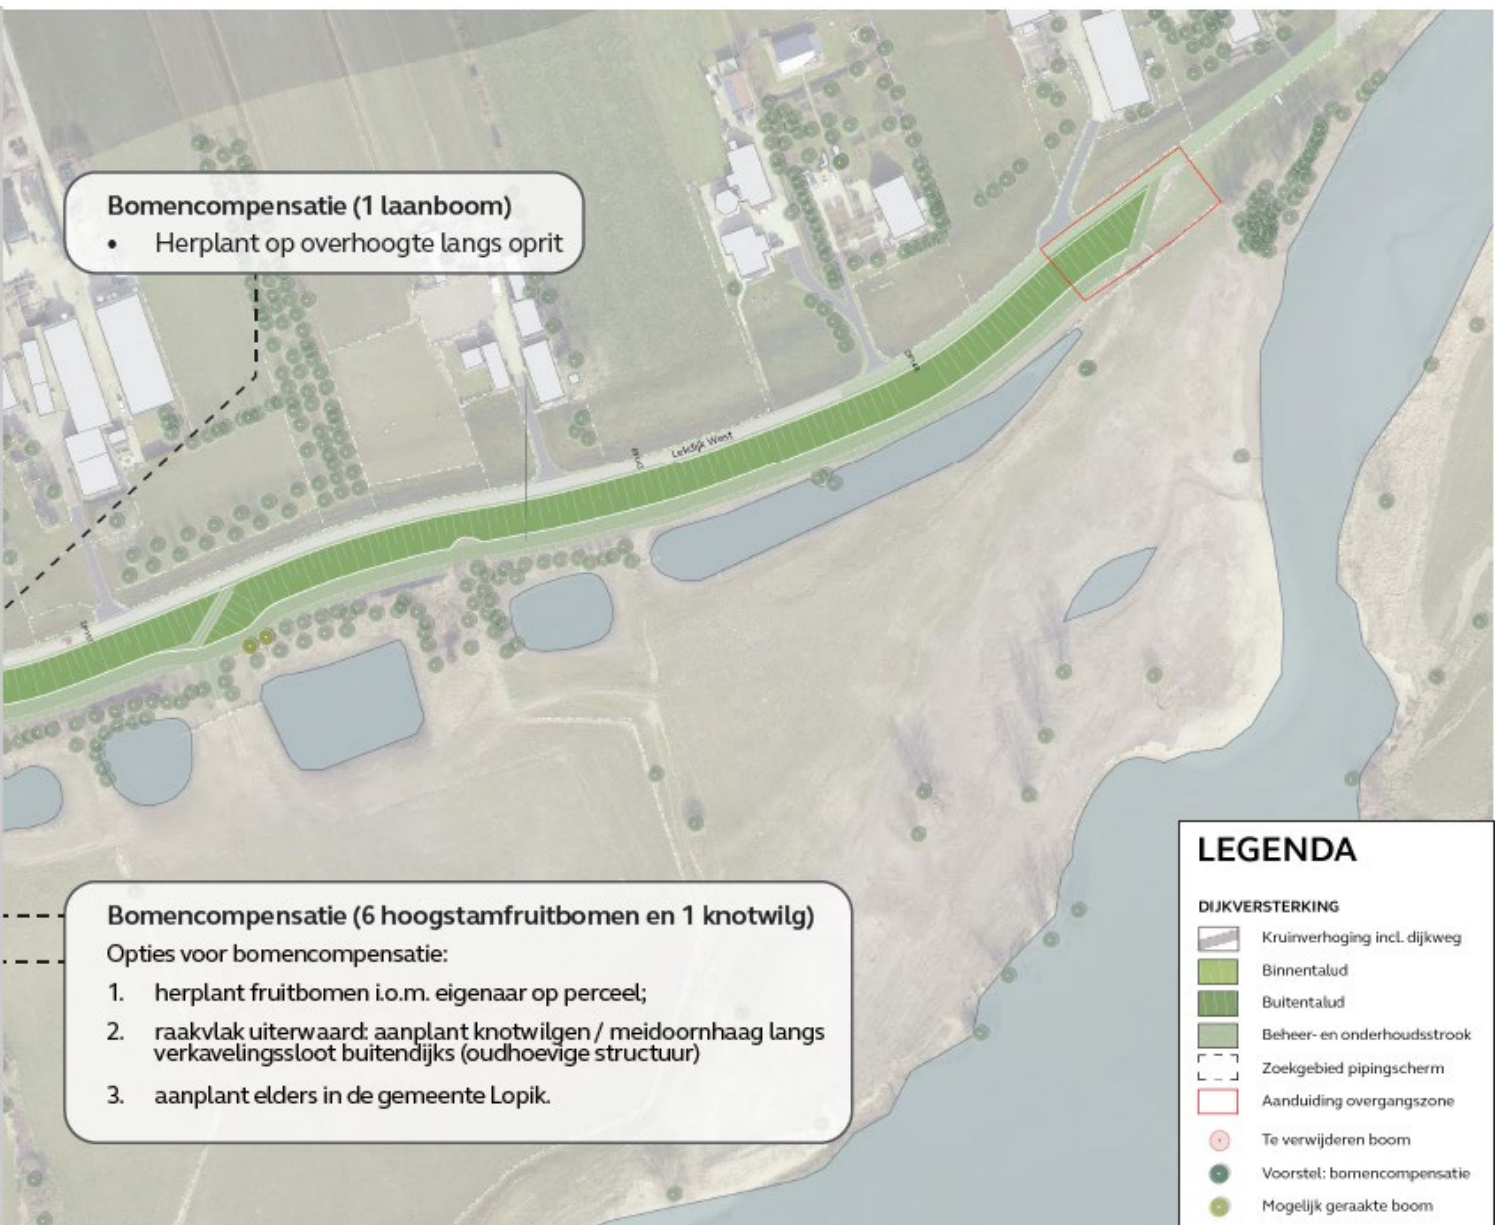 Bomencompensatie (1 laanboom)
• Herplant op overhoogte langs oprit
Lekdijk West
Bomencompensatie (6 hoogstamfruitbomen en 1 knotwilg)
Opties voor bomencompensatie:
1. herplant fruitbomen i.o.m. eigenaar op perceel;
2. raakvlak uiterwaard: aanplant knotwilgen / meidoornhaag langs
verkavelingssloot buitendijks (oudhoevige structuur)
3. aanplant elders in de gemeente Lopik.
LEGENDA
DIJKVERSTERKING
Kruinverhoging incl. dijkweg
Binnentalud
Buitentalud
Beheer- en onderhoudsstrook
Zoekgebied pipingscherm
Aanduiding overgangszone
Te verwijderen boom
Voorstel: bomencompensatie
Mogelijk geraakte boom